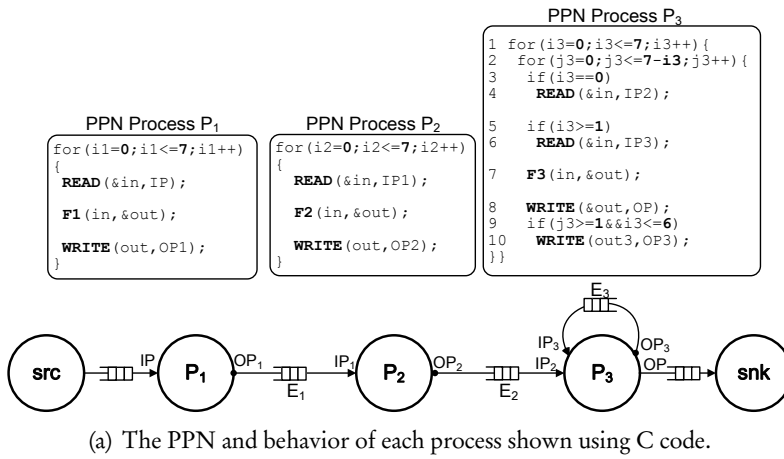 PPN Process P3
1 for(i3=0;i3<=7;i3++){
2 for(j3=0;j3<=7-i3;j3++){
3 if(i3==0)
4 READ(&in,IP2);
5 if(i3>=1)
6 READ(&in,IP3);
7 F3(in,&out);
8 WRITE(&out,OP);
9 if(j3>=1&&i3<=6)
10 WRITE(out3,OP3);
}}
PPN Process P1
for(i1=0;i1<=7;i1++)
{
READ(&in,IP);
F1(in,&out);
WRITE(out,OP1);
}
PPN Process P2
for(i2=0;i2<=7;i2++)
{
READ(&in,IP1);
F2(in,&out);
WRITE(out,OP2);
}
E3
IP3 OP3
src IP P1 OP1 IP1 P2 OP2 IP2 P3 OP snk
E1 E2
(a) The PPN and behavior of each process shown using C code.